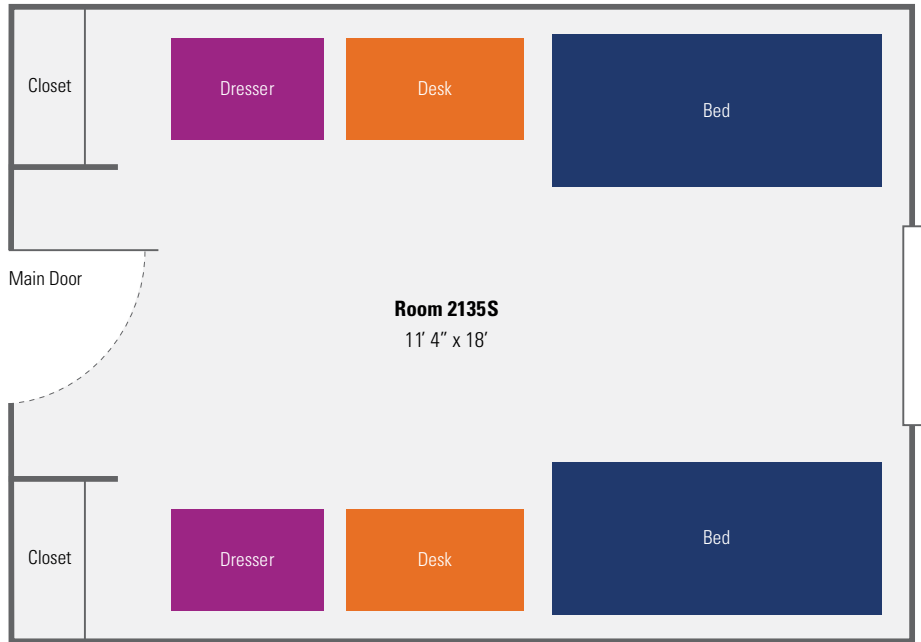 Closet
Dresser
Desk
Bed
Main Door
Room 2135S
11’ 4” x 18’
Closet
Dresser
Desk
Bed